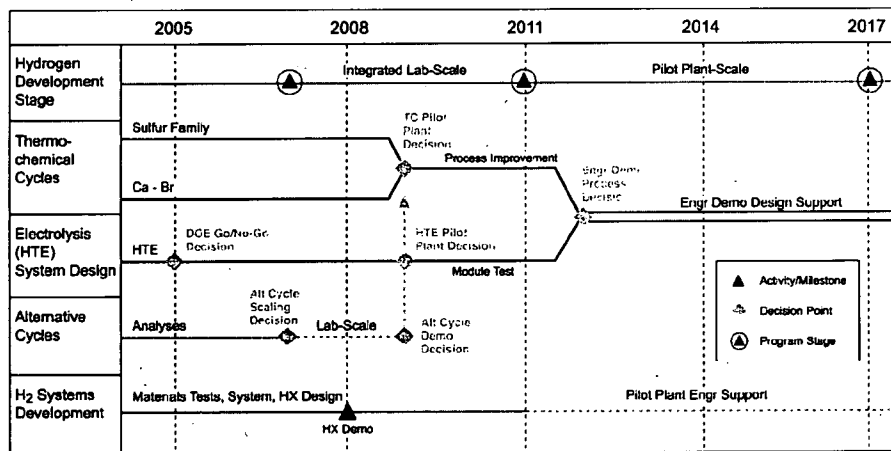 2005 2008 2011 2014 2017
Hydrogen
Development
Stage
Integrated Lab-Scale
Pilot Plant-Scale
Thermo-
chemical
Cycles
Sulfur Family
TC Pilot
Plant
Decision
Process Improvement
Ca - Br
Engr Demo
Process
Decision
Engr Demo Design Support
Electrolysis
(HTE)
System Design
DOE Go/No-Go
Decision
HTE
HTE Pilot
Plant Decision
Module Test
Alternative
Cycles
Alt Cycle
Scaling
Decision
Analyses
Lab-Scale
Alt Cycle
Demo
Decision
Activity/Milestone
Decision Point
Program Stage
H2 Systems
Development
Materials Tests, System, HX Design
HX Demo
Pilot Plant Engr Support